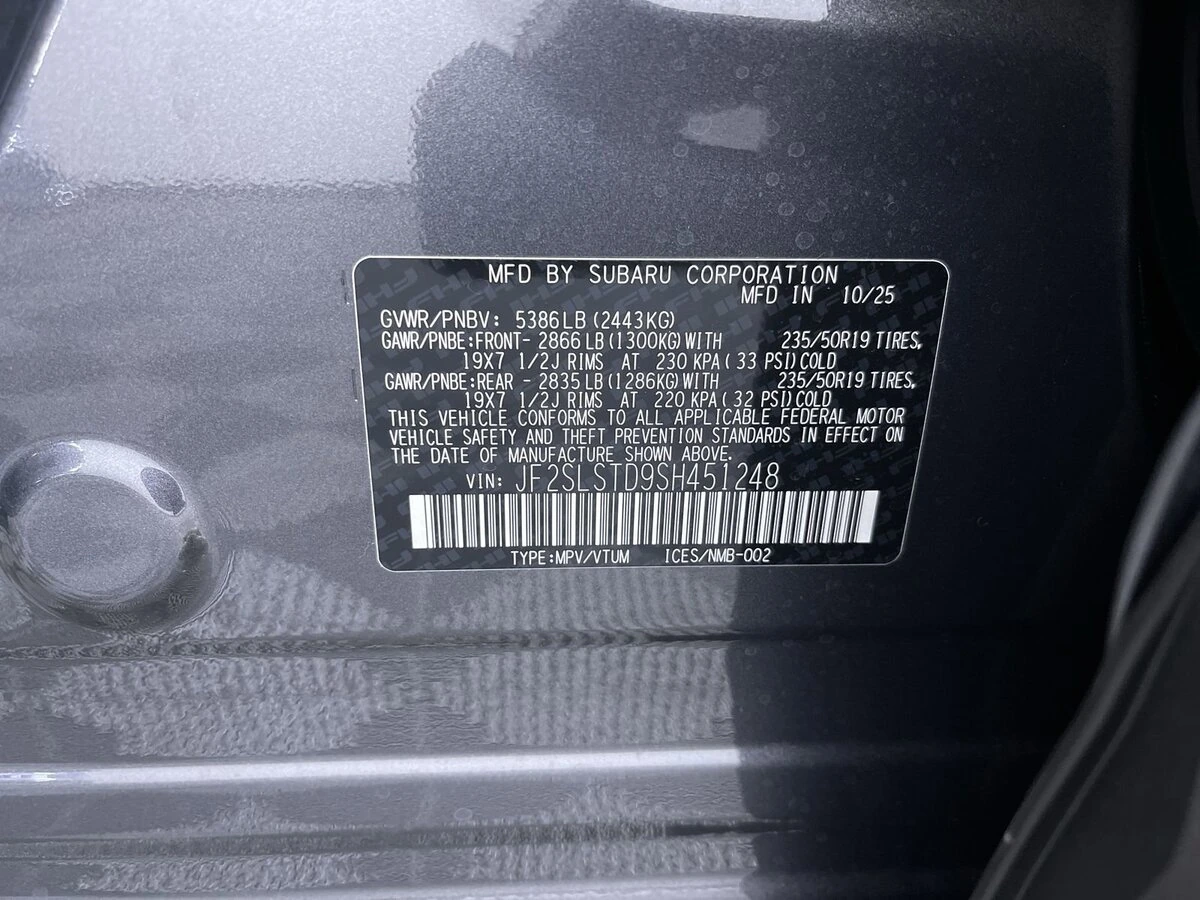 MFD BY SUBARU CORPORATION
MFD IN 10/25
GVWR/PNBV: 5386LB(2443KG)
GAWR/PNBE:FRONT- 2866 LB(1300KG)WITH 235/50R19 TIRES,
19X7 1/2J RIMS AT 230 KPA( 33 PSI)COLD
GAWR/PNBE:REAR - 2835 LB(1286KG)WITH 235/50R19 TIRES,
19X7 1/2J RIMS AT 220 KPA( 32 PSI)COLD
THIS VEHICLE CONFORMS TO ALL APPLICABLE FEDERAL MOTOR
VEHICLE SAFETY AND THEFT PREVENTION STANDARDS IN EFFECT ON
THE DATE OF MANUFACTURE SHOWN ABOVE.
VIN: JF2SLSTD9SH451248
TYPE:MPV/VTUM ICES/NMB-002